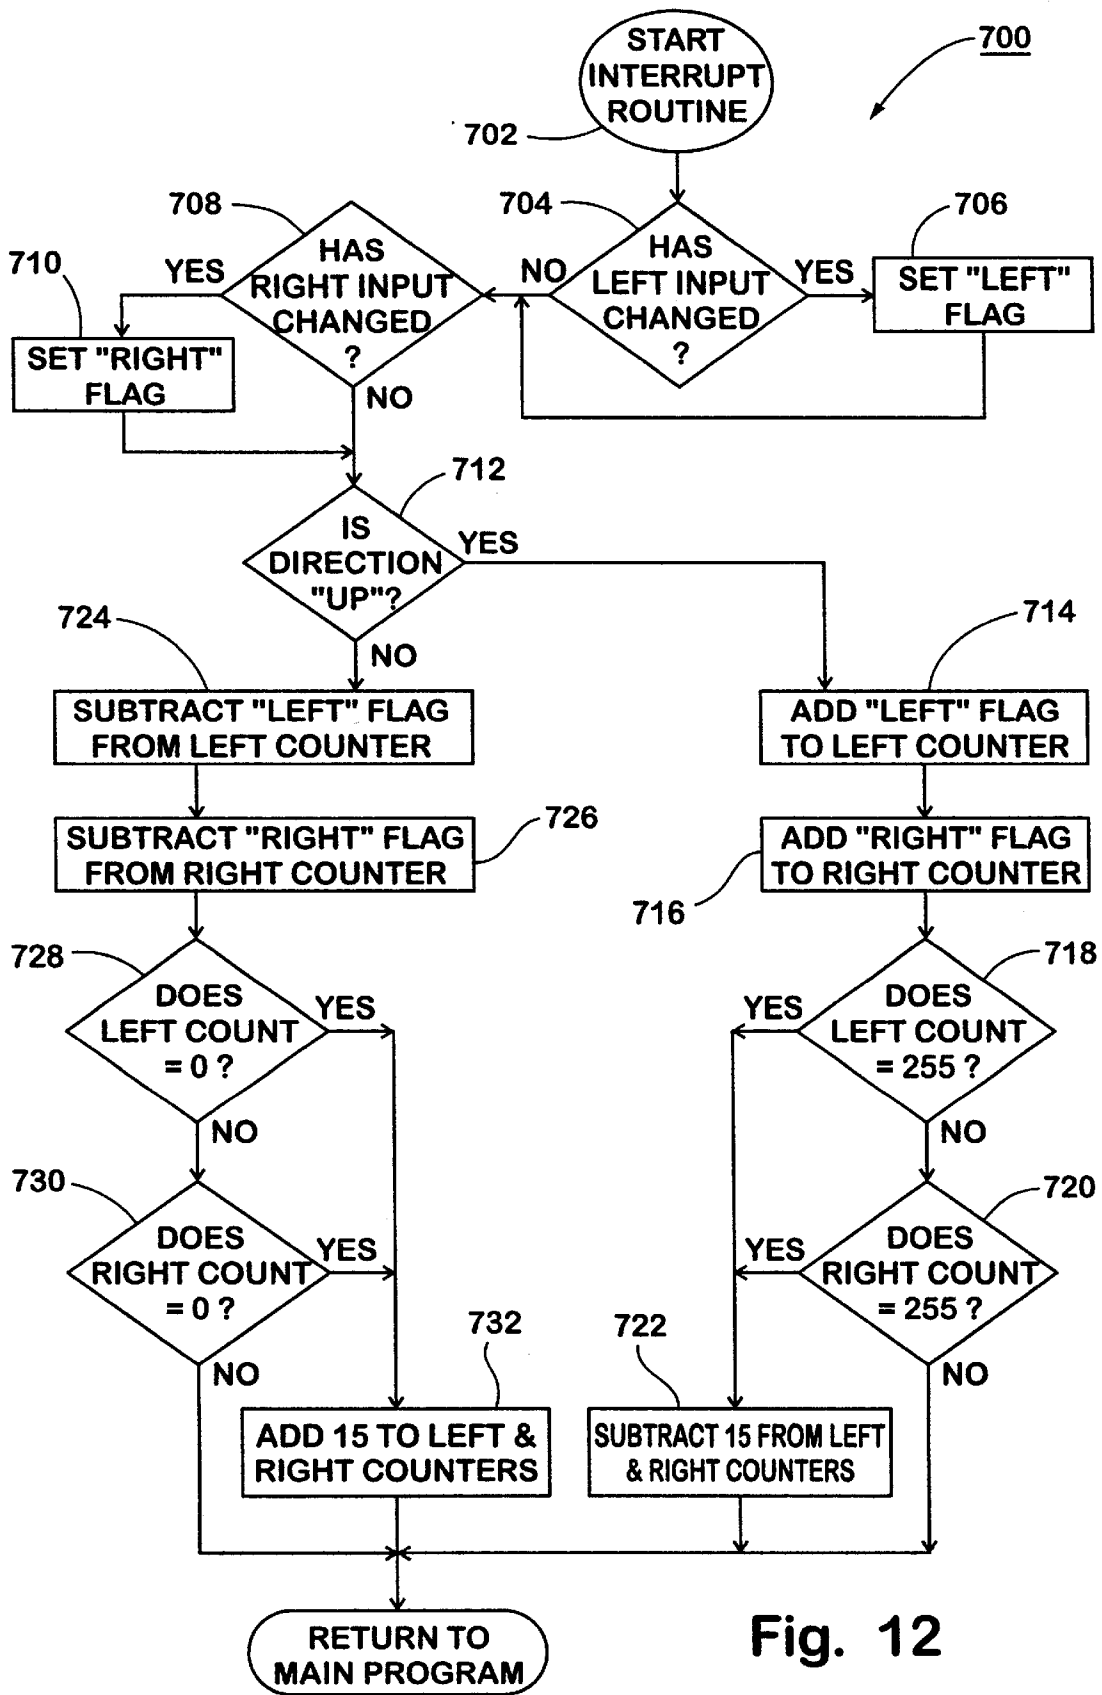 START
INTERRUPT
ROUTINE
700
702
708
704
706
710
YES
HAS
RIGHT INPUT
CHANGED
?
NO
HAS
LEFT INPUT
CHANGED
?
YES
SET "LEFT"
FLAG
SET "RIGHT"
FLAG
NO
712
IS
DIRECTION
"UP"?
YES
724
NO
714
SUBTRACT "LEFT" FLAG
FROM LEFT COUNTER
ADD "LEFT" FLAG
TO LEFT COUNTER
SUBTRACT "RIGHT" FLAG
FROM RIGHT COUNTER
726
ADD "RIGHT" FLAG
TO RIGHT COUNTER
716
728
DOES
LEFT COUNT
= 0 ?
YES
YES
DOES
LEFT COUNT
= 255 ?
718
NO
NO
730
DOES
RIGHT COUNT
= 0 ?
YES
YES
DOES
RIGHT COUNT
= 255 ?
720
NO
732
722
NO
ADD 15 TO LEFT &
RIGHT COUNTERS
SUBTRACT 15 FROM LEFT
& RIGHT COUNTERS
RETURN TO
MAIN PROGRAM
Fig. 12